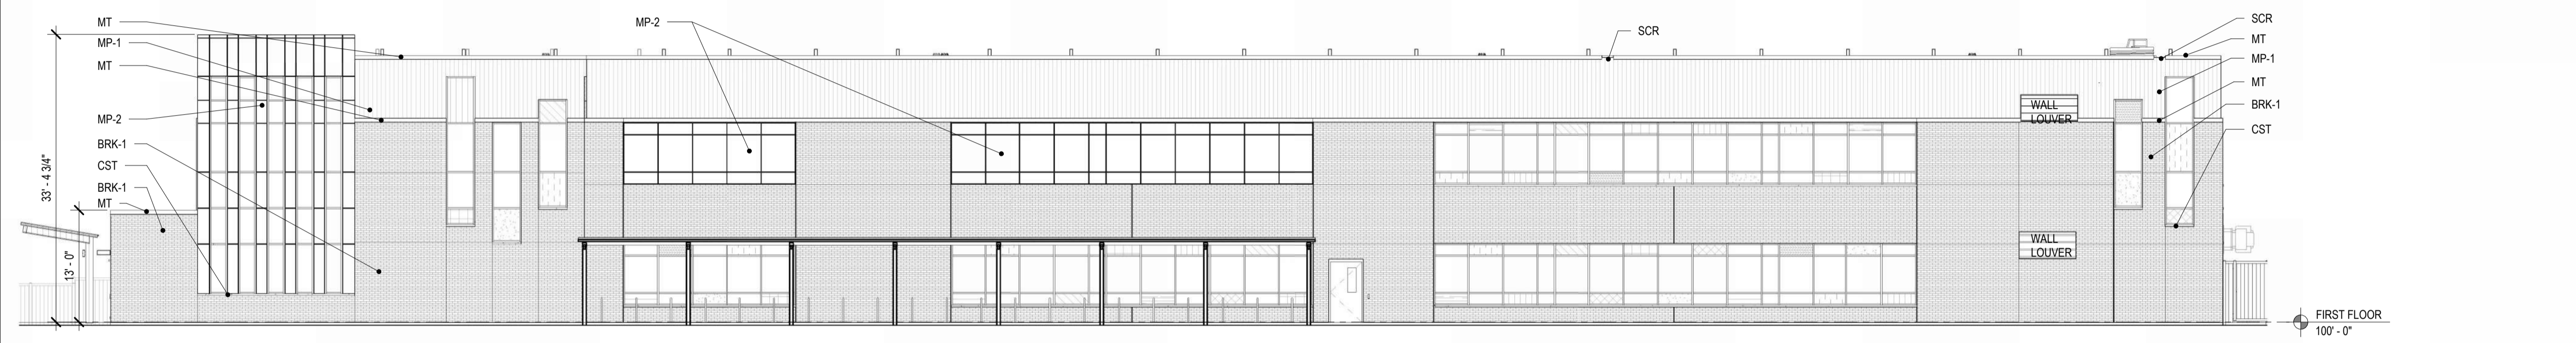 MT
MP-1
MT
MP-2
BRK-1
CST
BRK-1
MT
33' - 4 3/4"
13' - 0"
MP-2
SCR
WALL
LOUVER
WALL
LOUVER
SCR
MT
MP-1
MT
BRK-1
CST
FIRST FLOOR
100' - 0"